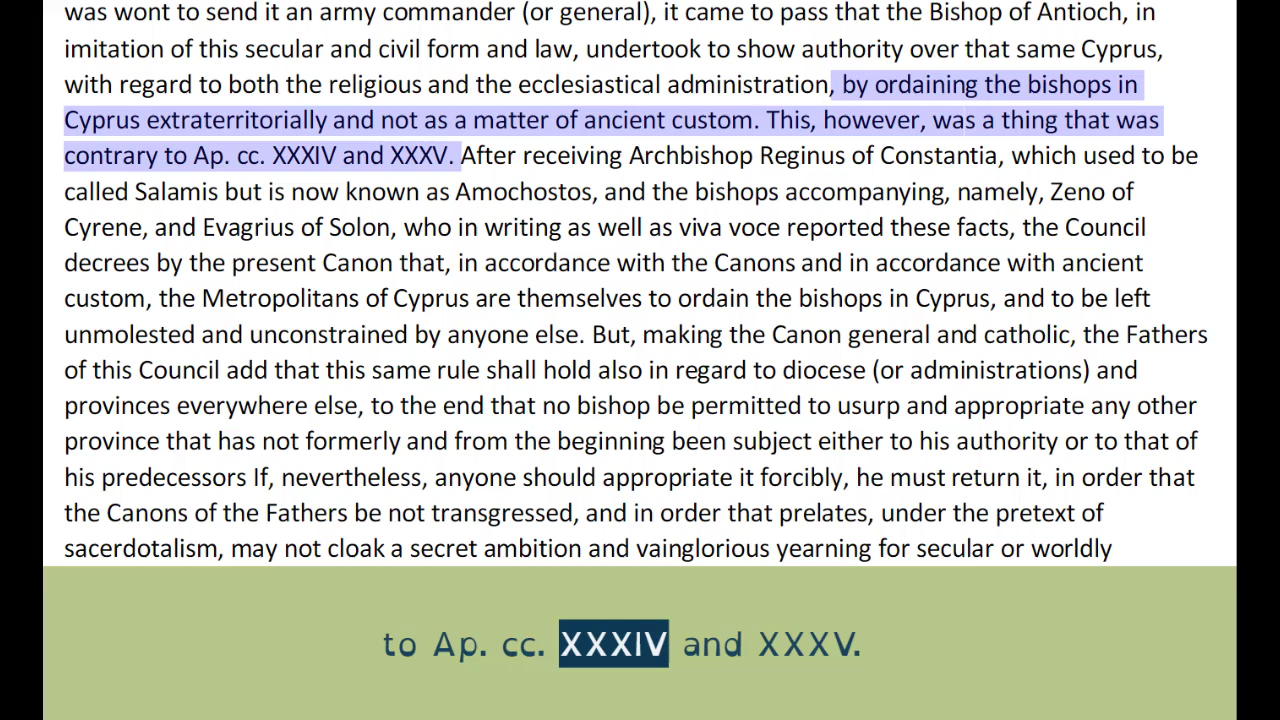 was wont to send it an army commander (or general), it came to pass that the Bishop of Antioch, in
imitation of this secular and civil form and law, undertook to show authority over that same Cyprus,
with regard to both the religious and the ecclesiastical administration, by ordaining the bishops in
Cyprus extraterritorially and not as a matter of ancient custom. This, however, was a thing that was
contrary to Ap. cc. XXXIV and XXXV. After receiving Archbishop Reginus of Constantia, which used to be
called Salamis but is now known as Amochostos, and the bishops accompanying, namely, Zeno of
Cyrene, and Evagrius of Solon, who in writing as well as viva voce reported these facts, the Council
decrees by the present Canon that, in accordance with the Canons and in accordance with ancient
custom, the Metropolitans of Cyprus are themselves to ordain the bishops in Cyprus, and to be left
unmolested and unconstrained by anyone else. But, making the Canon general and catholic, the Fathers
of this Council add that this same rule shall hold also in regard to diocese (or administrations) and
provinces everywhere else, to the end that no bishop be permitted to usurp and appropriate any other
province that has not formerly and from the beginning been subject either to his authority or to that of
his predecessors If, nevertheless, anyone should appropriate it forcibly, he must return it, in order that
the Canons of the Fathers be not transgressed, and in order that prelates, under the pretext of
sacerdotalism, may not cloak a secret ambition and vainglorious yearning for secular or worldly
to Ap. cc. XXXIV and XXXV.